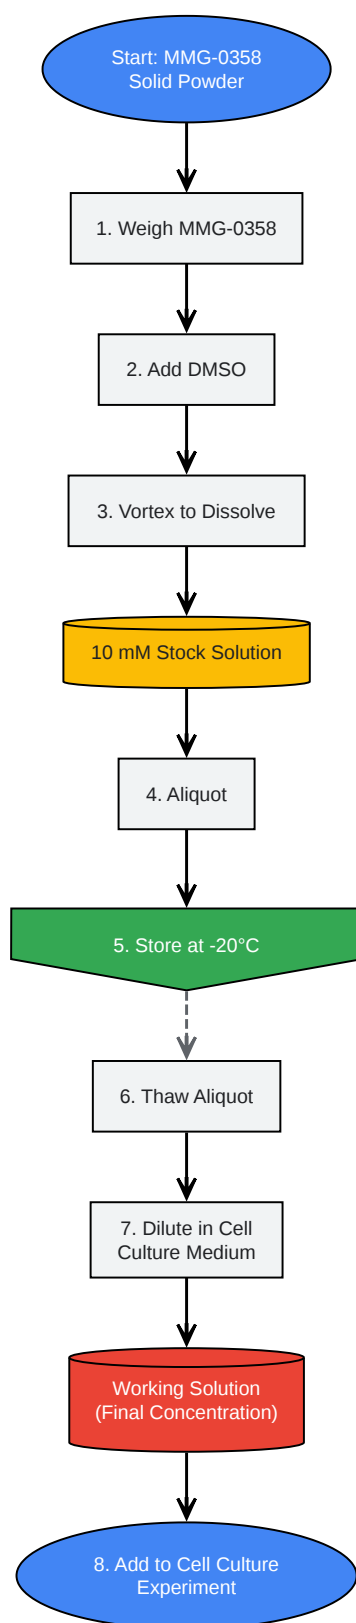 Start: MMG-0358
Solid Powder
1. Weigh MMG-0358
2. Add DMSO
3. Vortex to Dissolve
10 mM Stock Solution
4. Aliquot
5. Store at -20°C
6. Thaw Aliquot
7. Dilute in Cell
Culture Medium
Working Solution
(Final Concentration)
8. Add to Cell Culture
Experiment